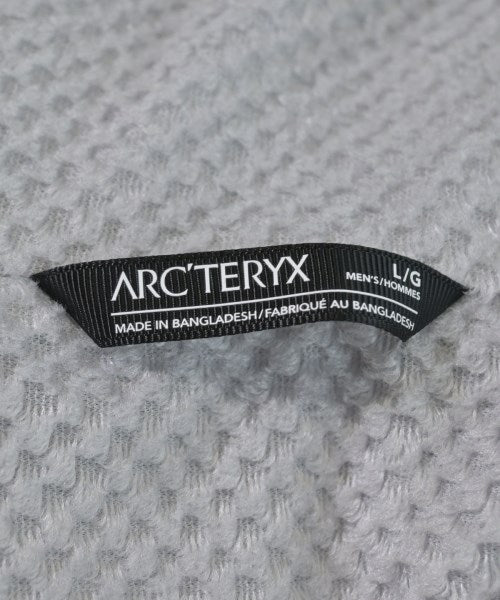 ARC'TERYX
L/G
MEN'S/HOMMES
MADE IN BANGLADESH/FABRIQUÉ AU BANGLADESH